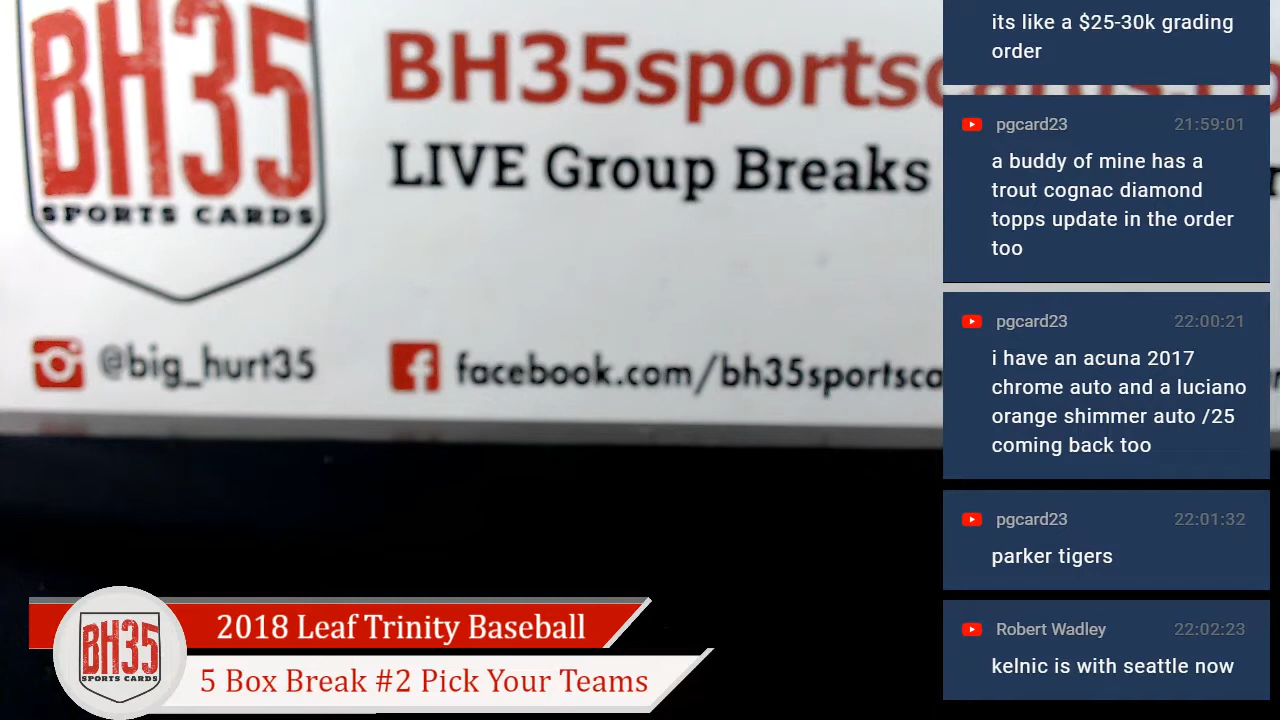 BH35
SPORTS CARDS
BH35sportscards.co
LIVE Group Breaks
@big_hurt35
facebook.com/bh35sportsca
its like a $25-30k grading
order
pgcard23 21:59:01
a buddy of mine has a
trout cognac diamond
topps update in the order
too
pgcard23 22:00:21
i have an acuna 2017
chrome auto and a luciano
orange shimmer auto /25
coming back too
pgcard23 22:01:32
parker tigers
Robert Wadley 22:02:23
kelnic is with seattle now
BH35
SPORTS CARDS
2018 Leaf Trinity Baseball
5 Box Break #2 Pick Your Teams